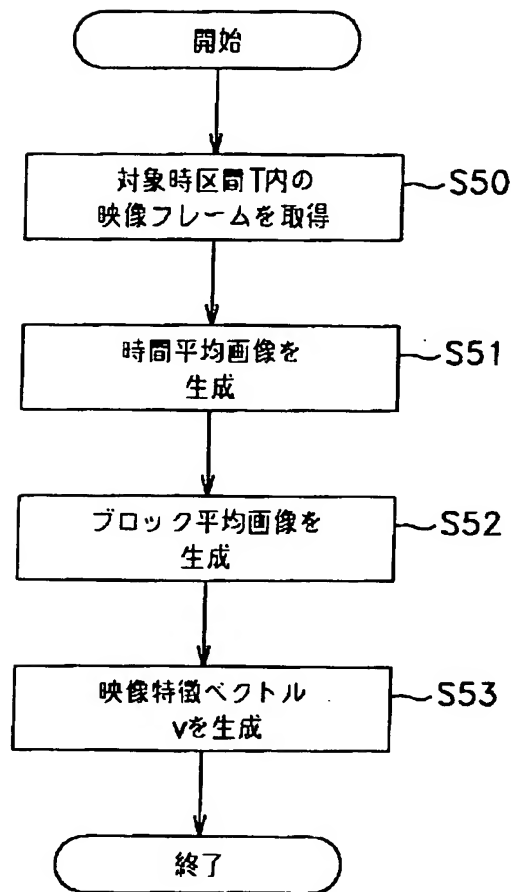 開始
対象時区間T内の
映像フレームを取得
S50
時間平均画像を
生成
S51
ブロック平均画像を
生成
S52
映像特徴ベクトル
vを生成
S53
終了